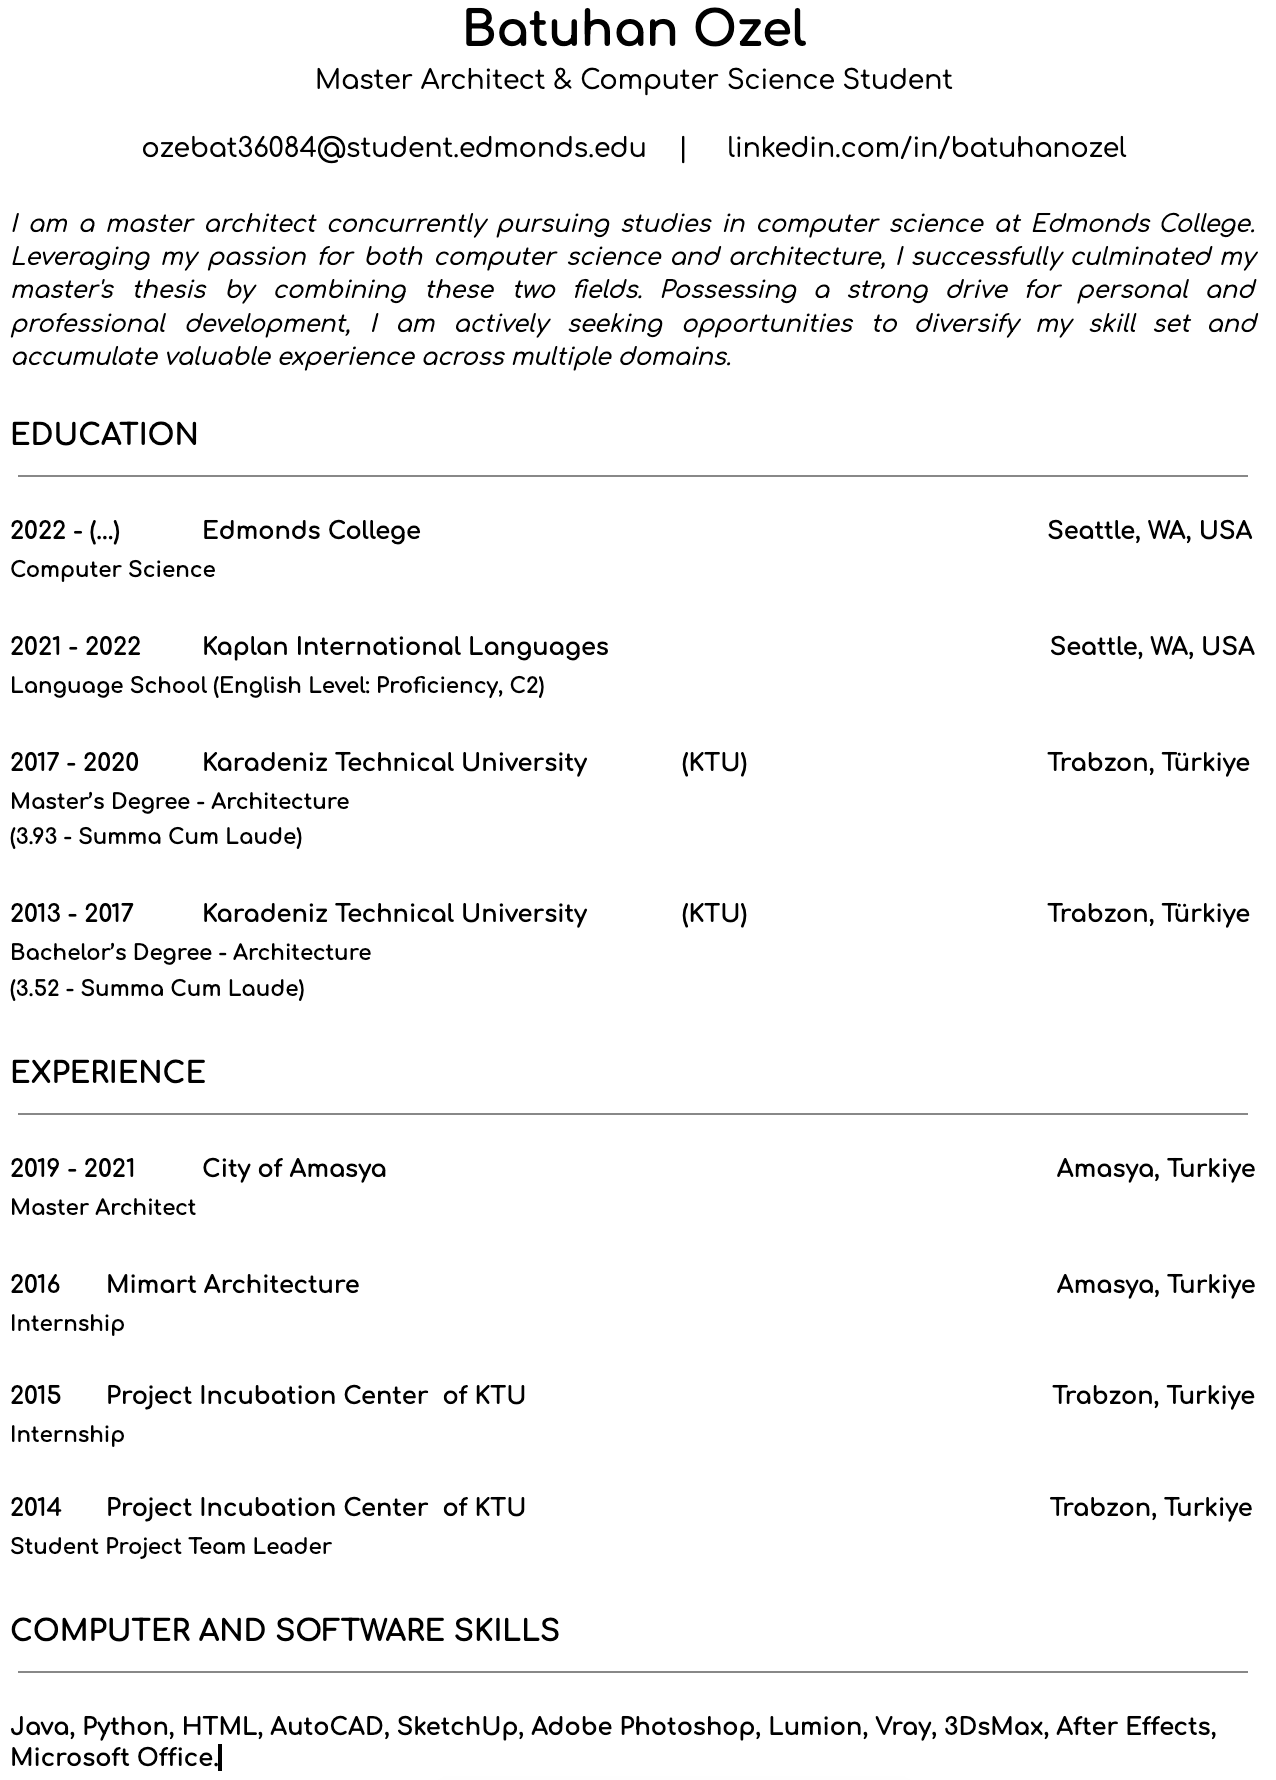 Batuhan Ozel
Master Architect & Computer Science Student
ozebat36084@student.edmonds.edu | linkedin.com/in/batuhanozel
I am a master architect concurrently pursuing studies in computer science at Edmonds College.
Leveraging my passion for both computer science and architecture, I successfully culminated my
master's thesis by combining these two fields. Possessing a strong drive for personal and
professional development, I am actively seeking opportunities to diversify my skill set and
accumulate valuable experience across multiple domains.
EDUCATION
2022 - (...) Edmonds College Seattle, WA, USA
Computer Science
2021 - 2022 Kaplan International Languages Seattle, WA, USA
Language School (English Level: Proficiency, C2)
2017 - 2020 Karadeniz Technical University (KTU) Trabzon, Türkiye
Master’s Degree - Architecture
(3.93 - Summa Cum Laude)
2013 - 2017 Karadeniz Technical University (KTU) Trabzon, Türkiye
Bachelor’s Degree - Architecture
(3.52 - Summa Cum Laude)
EXPERIENCE
2019 - 2021 City of Amasya Amasya, Turkiye
Master Architect
2016 Mimart Architecture Amasya, Turkiye
Internship
2015 Project Incubation Center of KTU Trabzon, Turkiye
Internship
2014 Project Incubation Center of KTU Trabzon, Turkiye
Student Project Team Leader
COMPUTER AND SOFTWARE SKILLS
Java, Python, HTML, AutoCAD, SketchUp, Adobe Photoshop, Lumion, Vray, 3DsMax, After Effects,
Microsoft Office.